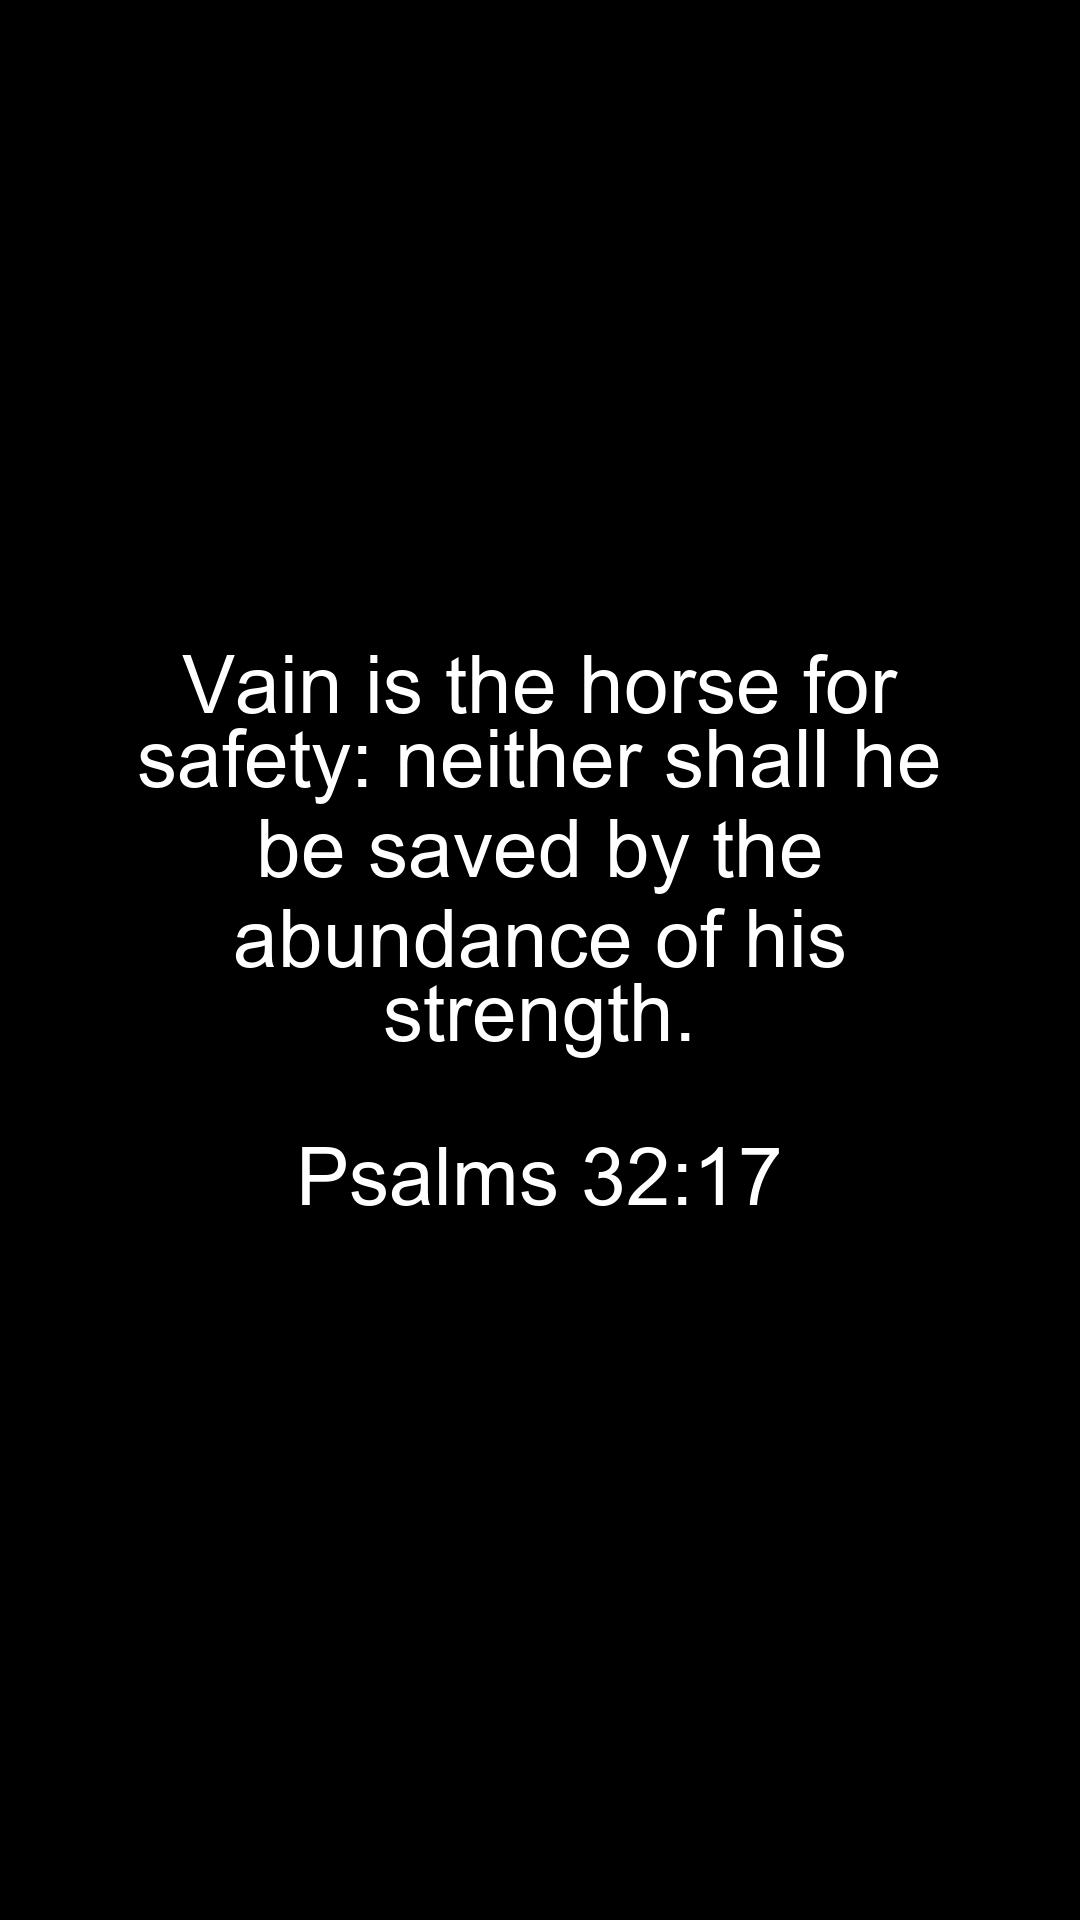 Vain is the horse for
safety: neither shall he
be saved by the
abundance of his
strength.
Psalms 32:17